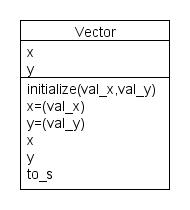 Vector
x
y
initialize(val_x,val_y)
x=(val_x)
y=(val_y)
x
y
to_s